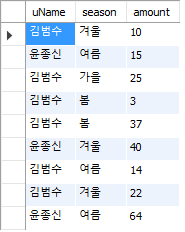 uName season amount
김범수 겨울 10
윤종신 여름 15
김범수 가을 25
김범수 봄 3
김범수 봄 37
윤종신 겨울 40
김범수 여름 14
김범수 겨울 22
윤종신 여름 64